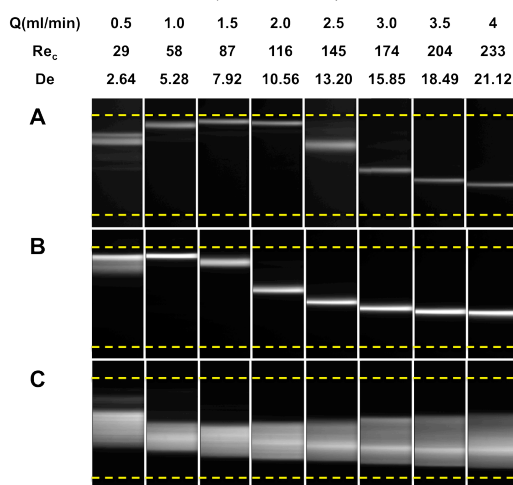 Q(ml/min) 0.5 1.0 1.5 2.0 2.5 3.0 3.5 4
Rec 29 58 87 116 145 174 204 233
De 2.64 5.28 7.92 10.56 13.20 15.85 18.49 21.12
A
B
C